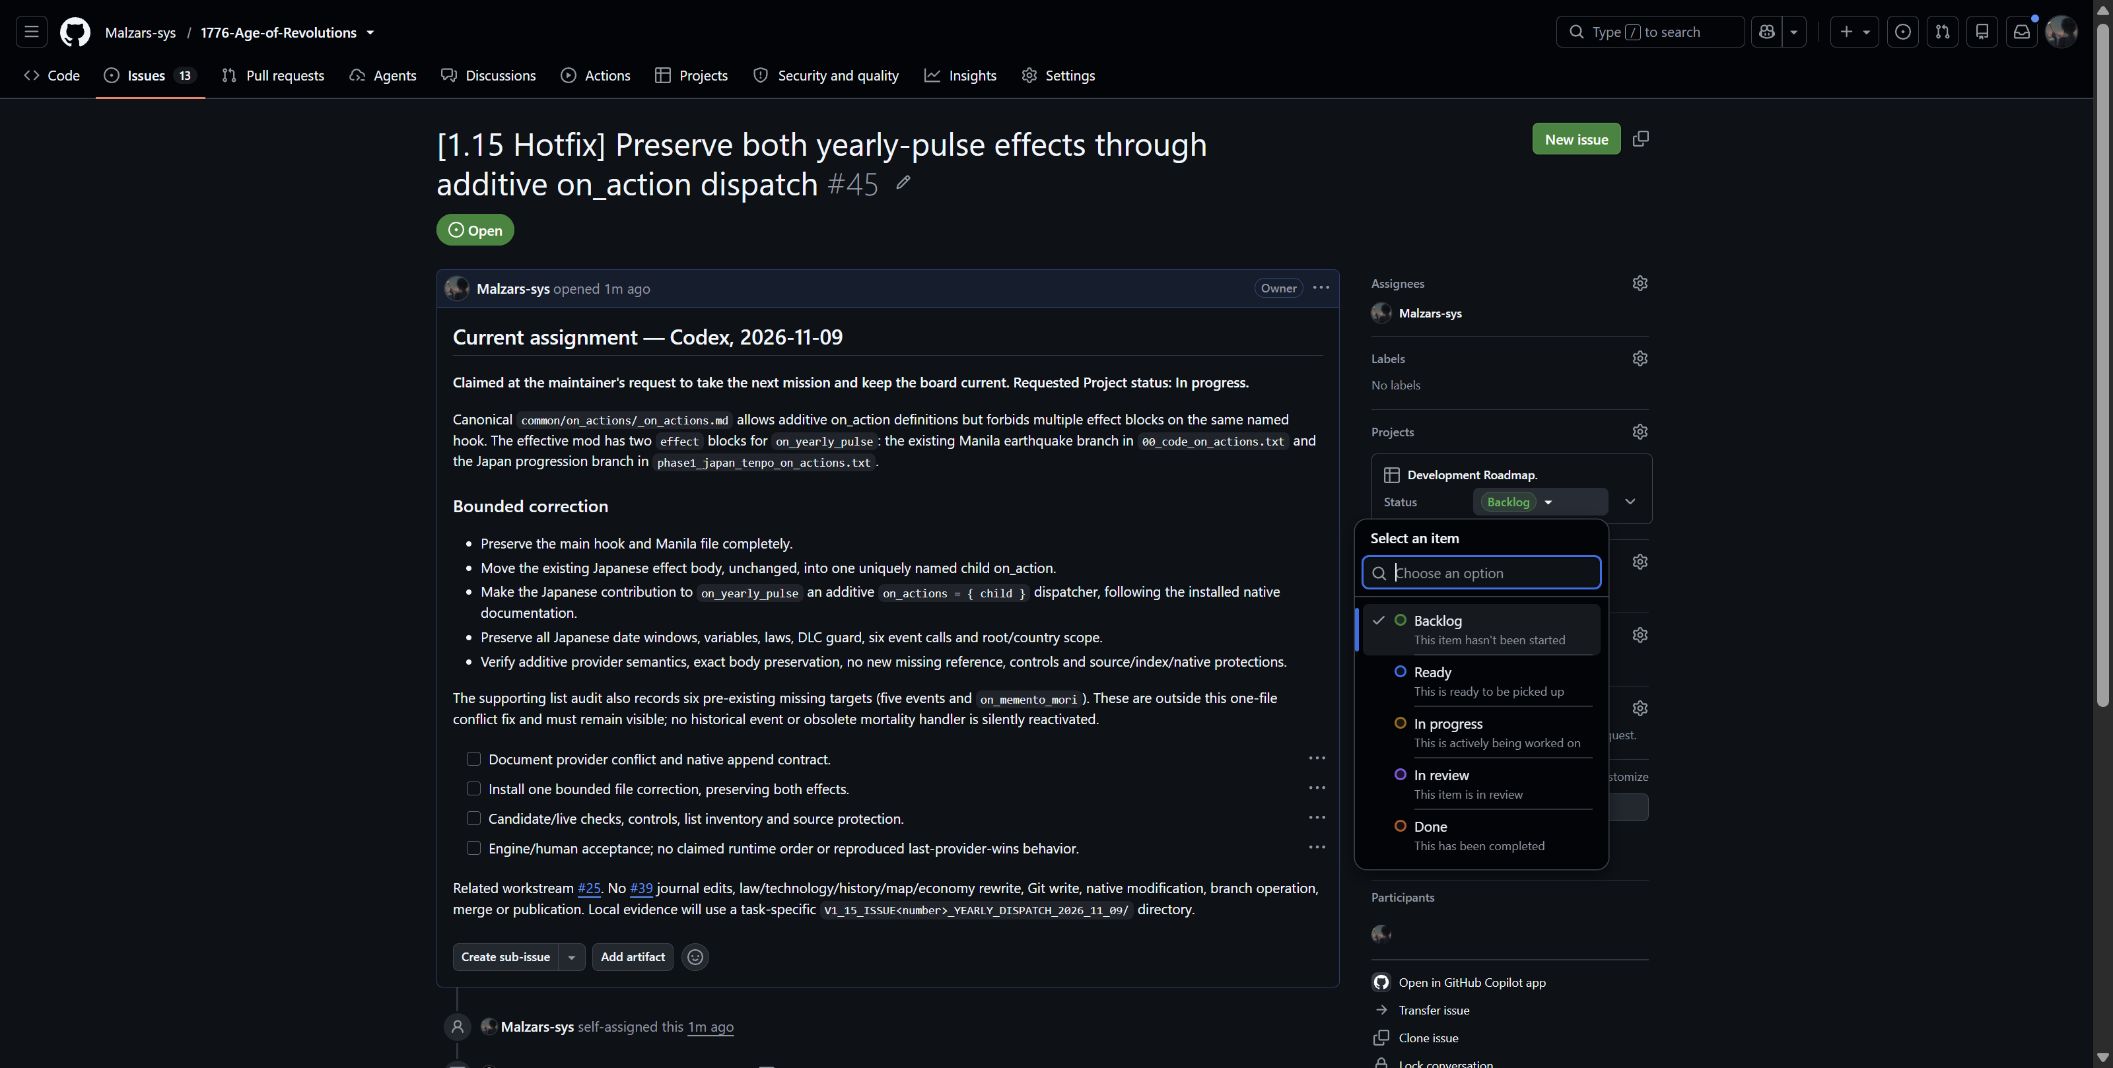 Malzars-sys / 1776-Age-of-Revolutions
Type / to search
Code
Issues 13
Pull requests
Agents
Discussions
Actions
Projects
Security and quality
Insights
Settings
[1.15 Hotfix] Preserve both yearly-pulse effects through
additive on_action dispatch #45
New issue
Open
Malzars-sys opened 1m ago
Owner
Current assignment — Codex, 2026-11-09
Claimed at the maintainer's request to take the next mission and keep the board current. Requested Project status: In progress.
Canonical common/on_actions/_on_actions.md allows additive on_action definitions but forbids multiple effect blocks on the same named
hook. The effective mod has two effect blocks for on_yearly_pulse: the existing Manila earthquake branch in 00_code_on_actions.txt and
the Japan progression branch in phase1_japan_tenpo_on_actions.txt.
Bounded correction
• Preserve the main hook and Manila file completely.
• Move the existing Japanese effect body, unchanged, into one uniquely named child on_action.
• Make the Japanese contribution to on_yearly_pulse an additive on_actions = { child } dispatcher, following the installed native
documentation.
• Preserve all Japanese date windows, variables, laws, DLC guard, six event calls and root/country scope.
• Verify additive provider semantics, exact body preservation, no new missing reference, controls and source/index/native protections.
The supporting list audit also records six pre-existing missing targets (five events and on_memento_mori). These are outside this one-file
conflict fix and must remain visible; no historical event or obsolete mortality handler is silently reactivated.
Document provider conflict and native append contract.
Install one bounded file correction, preserving both effects.
Candidate/live checks, controls, list inventory and source protection.
Engine/human acceptance; no claimed runtime order or reproduced last-provider-wins behavior.
Related workstream #25. No #39 journal edits, law/technology/history/map/economy rewrite, Git write, native modification, branch operation,
merge or publication. Local evidence will use a task-specific V1_15_ISSUE<number>_YEARLY_DISPATCH_2026_11_09/ directory.
Create sub-issue
Add artifact
Malzars-sys self-assigned this 1m ago
Assignees
Malzars-sys
Labels
No labels
Projects
Development Roadmap.
Status
Backlog
Select an item
Choose an option
Backlog
This item hasn't been started
Ready
This is ready to be picked up
In progress
This is actively being worked on
In review
This item is in review
Done
This has been completed
uest.
stomize
Participants
Open in GitHub Copilot app
Transfer issue
Clone issue
Lock conversation